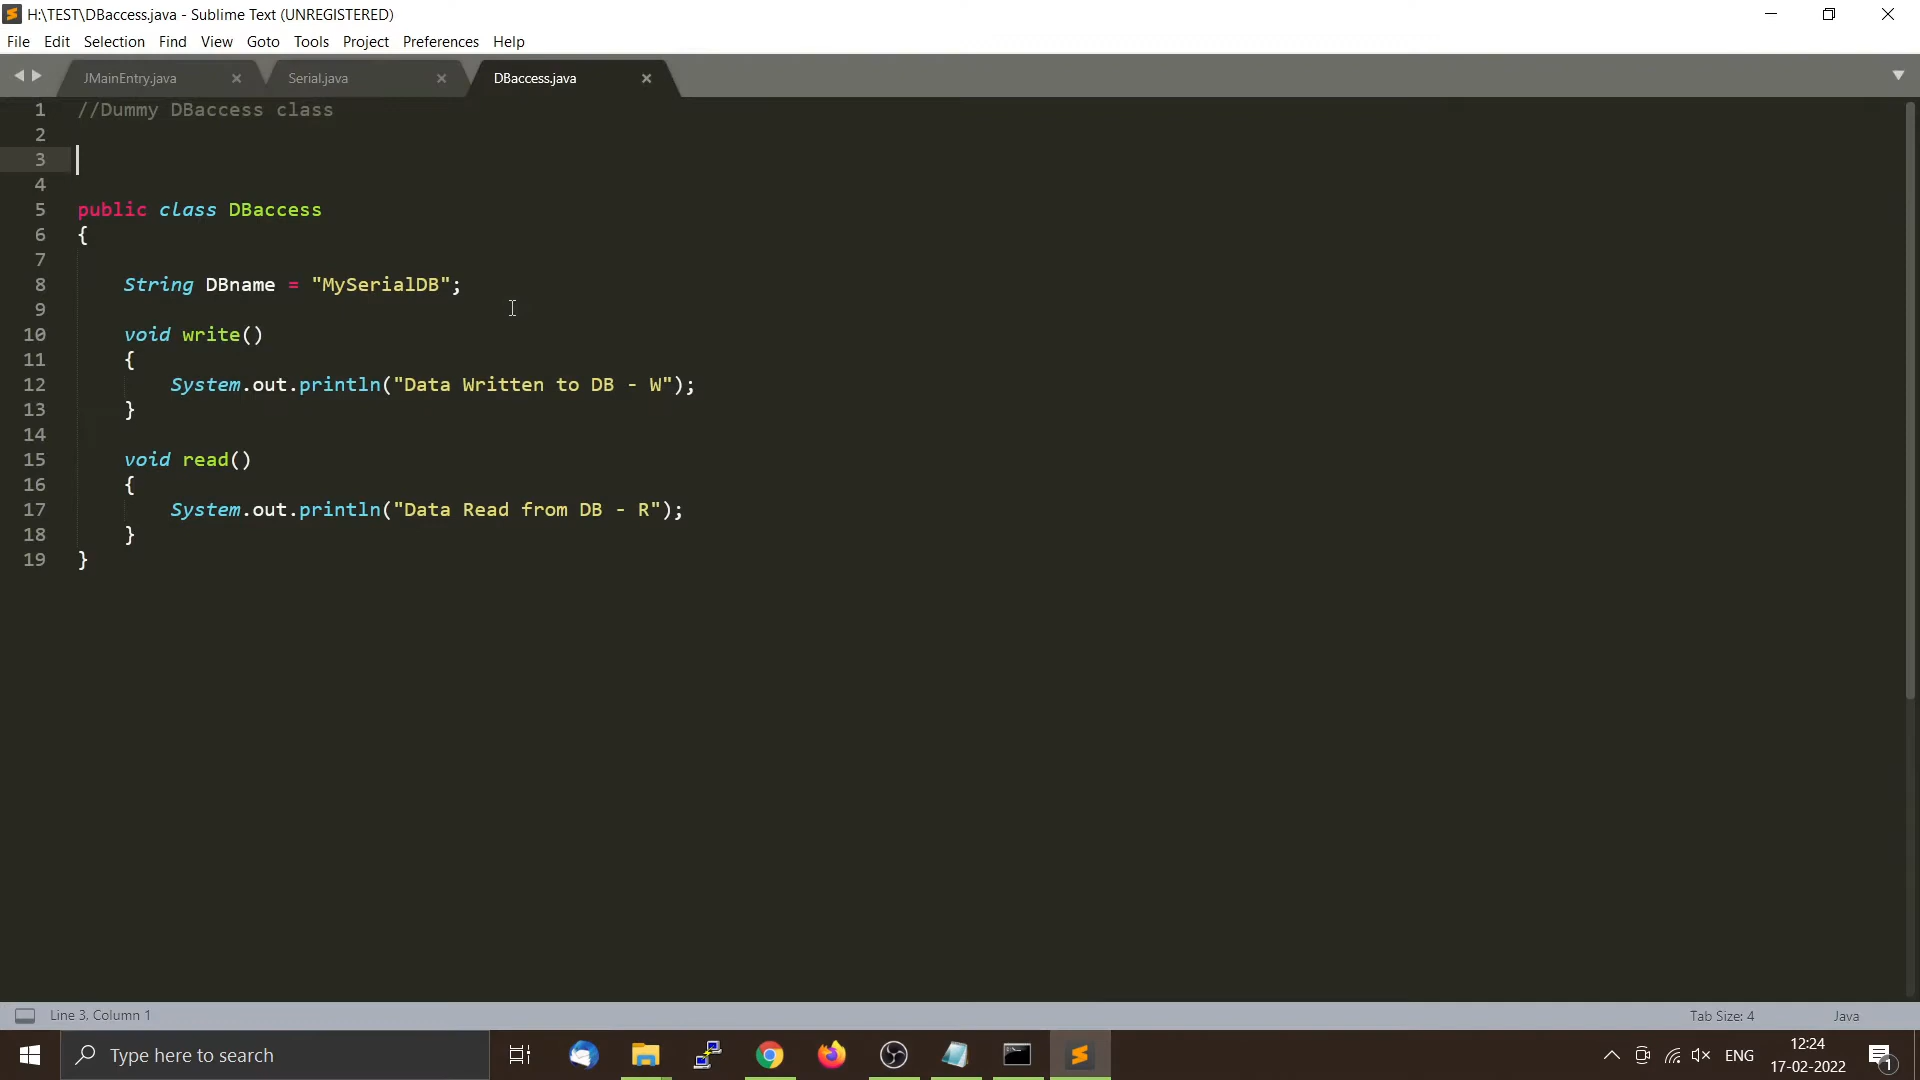 H:\TEST\DBaccess.java - Sublime Text (UNREGISTERED)
File Edit Selection Find View Goto Tools Project Preferences Help
JMainEntry.java Serial.java DBaccess.java
1 //Dummy DBaccess class
2
3
4
5 public class DBaccess
6 {
7
8 String DBname = "MySerialDB";
9
10 void write()
11 {
12 System.out.println("Data Written to DB - W");
13 }
14
15 void read()
16 {
17 System.out.println("Data Read from DB - R");
18 }
19 }
Line 3, Column 1 Tab Size: 4 Java
Type here to search ENG 12:24
17-02-2022 1